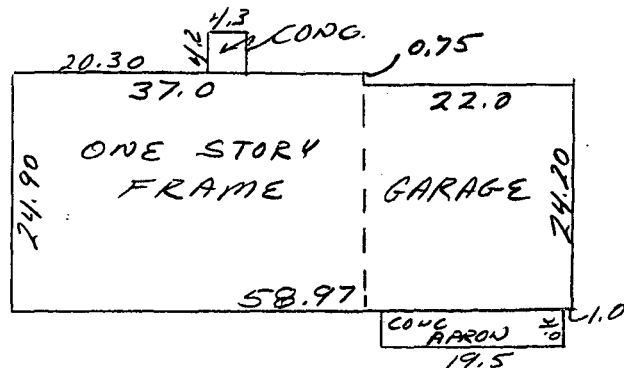 4.3
4.2
CONC.
20.30
0.75
37.0
22.0
ONE STORY
FRAME
GARAGE
24.90
24.20
58.97
1.0
CONC
APRON
19.5